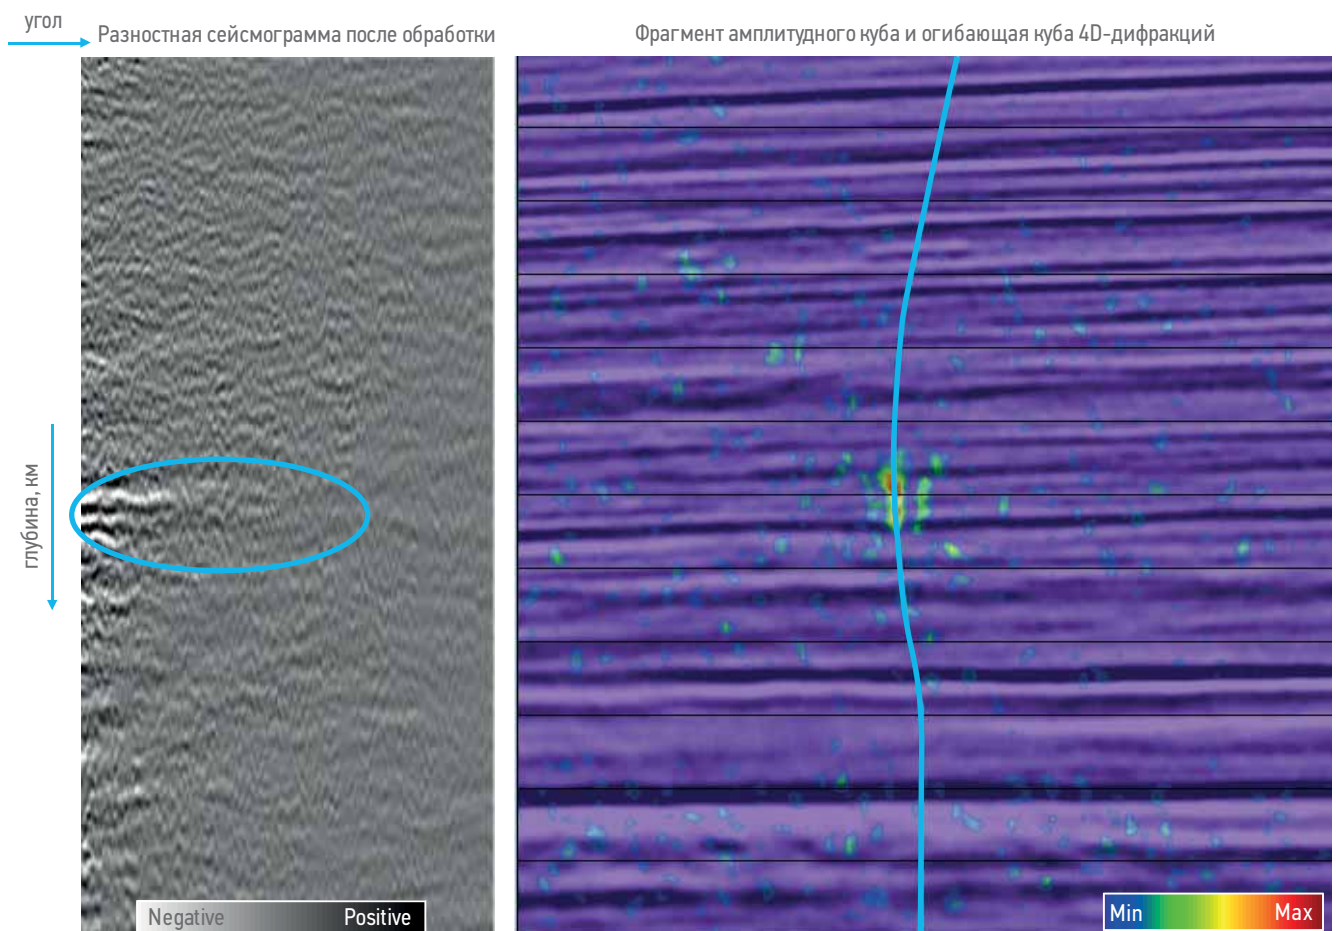 угол
Разностная сейсмограмма после обработки
Фрагмент амплитудного куба и огибающая куба 4D-дифракций
глубина, км
Negative
Positive
Min
Max